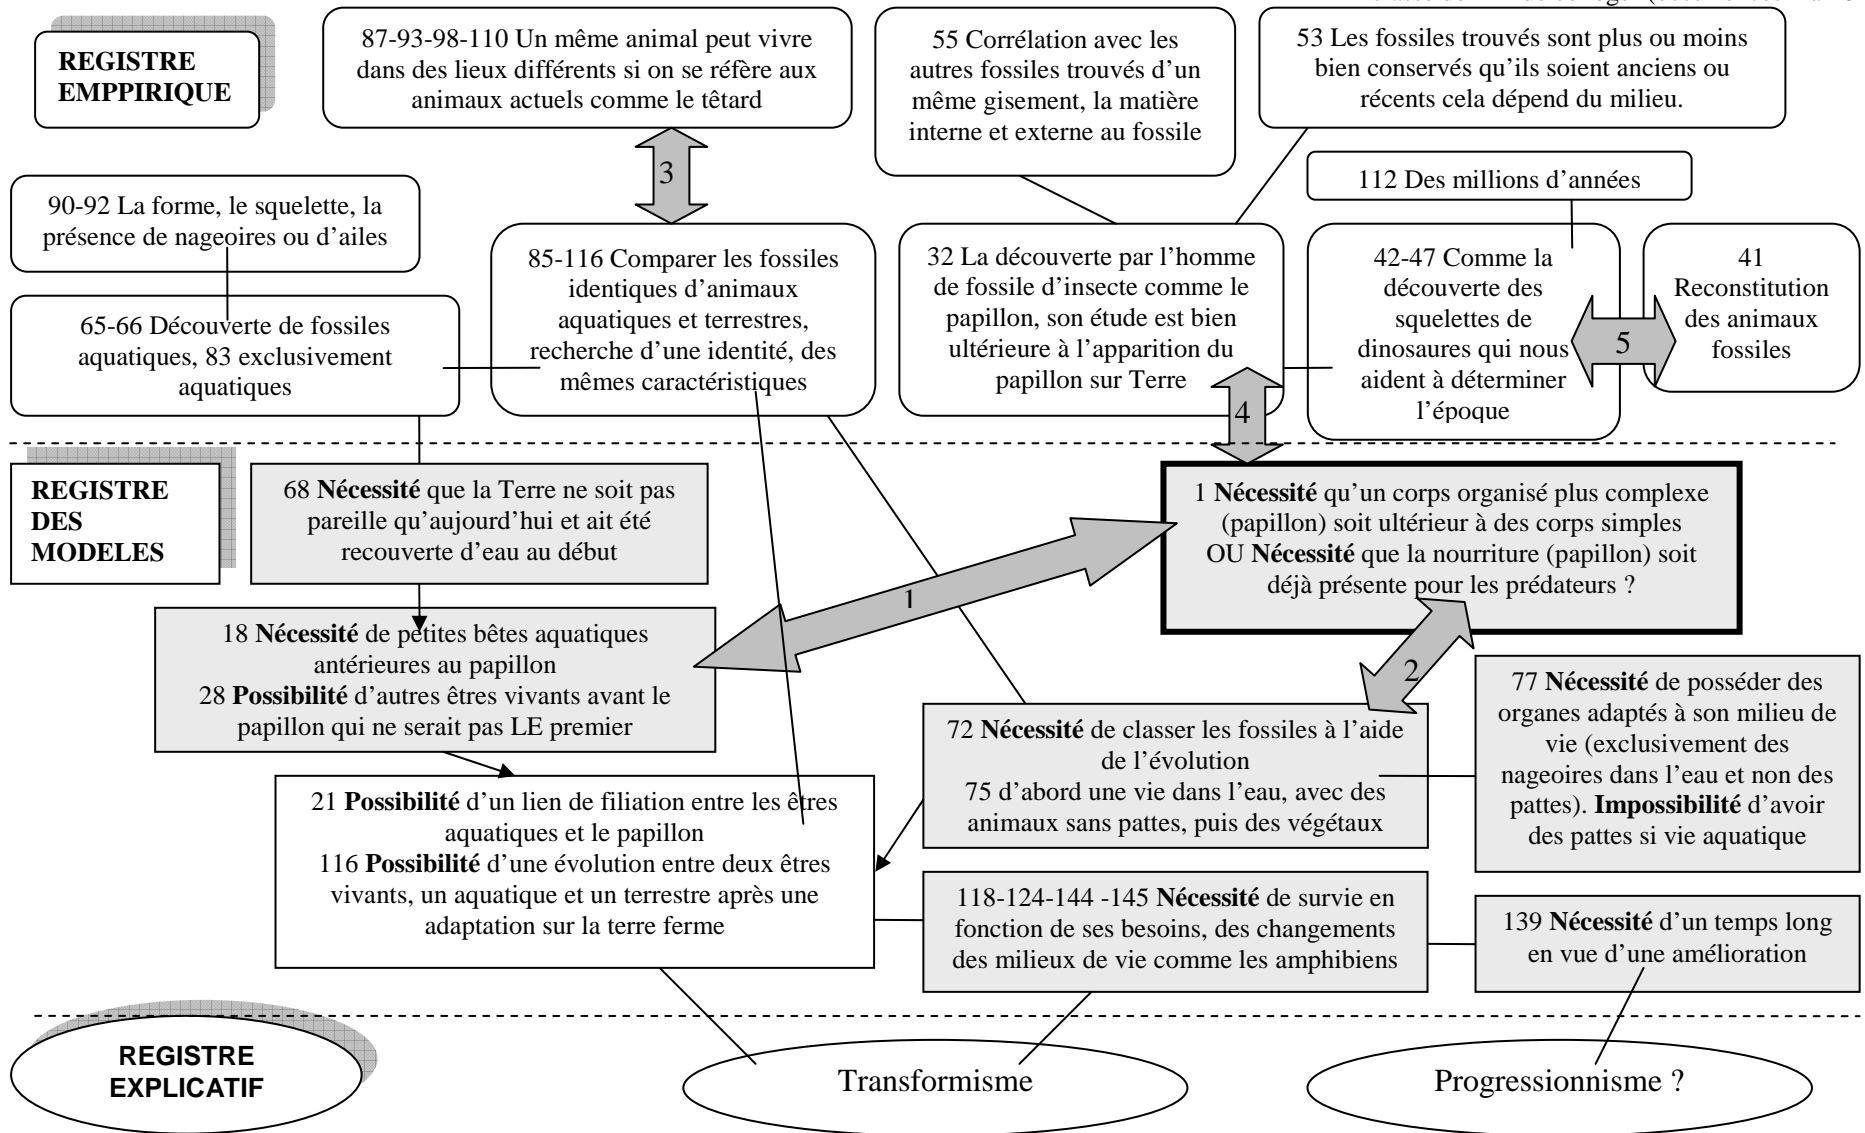 REGISTRE
EMPPIRIQUE
87-93-98-110 Un même animal peut vivre
dans des lieux différents si on se réfère aux
animaux actuels comme le têtard
55 Corrélation avec les
autres fossiles trouvés d’un
même gisement, la matière
interne et externe au fossile
53 Les fossiles trouvés sont plus ou moins
bien conservés qu’ils soient anciens ou
récents cela dépend du milieu.
3
112 Des millions d’années
90-92 La forme, le squelette, la
présence de nageoires ou d’ailes
65-66 Découverte de fossiles
aquatiques, 83 exclusivement
aquatiques
85-116 Comparer les fossiles
identiques d’animaux
aquatiques et terrestres,
recherche d’une identité, des
mêmes caractéristiques
32 La découverte par l’homme
de fossile d’insecte comme le
papillon, son étude est bien
ultérieure à l’apparition du
papillon sur Terre
42-47 Comme la
découverte des
squelettes de
dinosaures qui nous
aident à déterminer
l’époque
5
41
Reconstitution
des animaux
fossiles
4
REGISTRE
DES
MODELES
68 Nécessité que la Terre ne soit pas
pareille qu’aujourd’hui et ait été
recouverte d’eau au début
1 Nécessité qu’un corps organisé plus complexe
(papillon) soit ultérieur à des corps simples
OU Nécessité que la nourriture (papillon) soit
déjà présente pour les prédateurs ?
1
18 Nécessité de petites bêtes aquatiques
antérieures au papillon
28 Possibilité d’autres êtres vivants avant le
papillon qui ne serait pas LE premier
2
72 Nécessité de classer les fossiles à l’aide
de l’évolution
75 d’abord une vie dans l’eau, avec des
animaux sans pattes, puis des végétaux
77 Nécessité de posséder des
organes adaptés à son milieu de
vie (exclusivement des
nageoires dans l’eau et non des
pattes). Impossibilité d’avoir
des pattes si vie aquatique
21 Possibilité d’un lien de filiation entre les êtres
aquatiques et le papillon
116 Possibilité d’une évolution entre deux êtres
vivants, un aquatique et un terrestre après une
adaptation sur la terre ferme
118-124-144 -145 Nécessité de survie en
fonction de ses besoins, des changements
des milieux de vie comme les amphibiens
139 Nécessité d’un temps long
en vue d’une amélioration
REGISTRE
EXPLICATIF
Transformisme
Progressionnisme ?